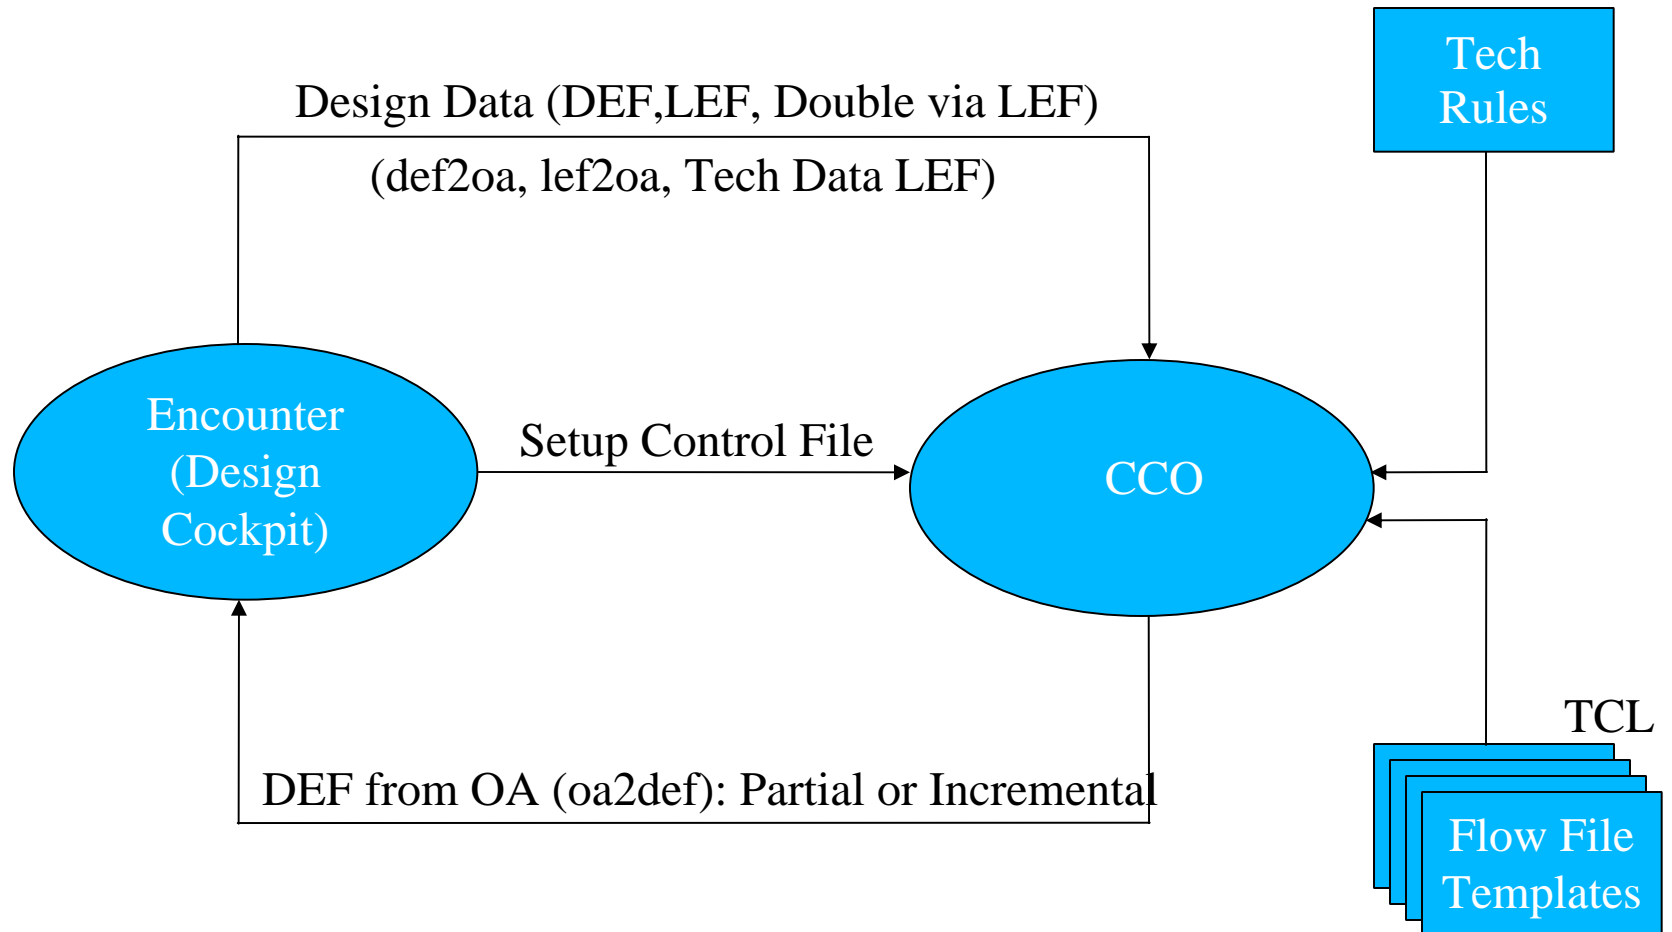 Tech
Rules
Design Data (DEF,LEF, Double via LEF)
(def2oa, lef2oa, Tech Data LEF)
Encounter
(Design
Cockpit)
Setup Control File
CCO
TCL
DEF from OA (oa2def): Partial or Incremental
Flow File
Templates